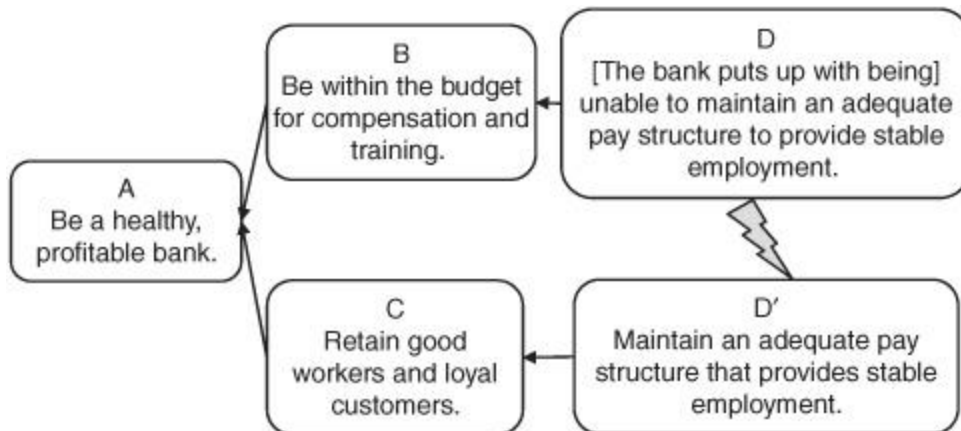 A
Be a healthy,
profitable bank.
B
Be within the budget
for compensation and
training.
C
Retain good
workers and loyal
customers.
D
[The bank puts up with being]
unable to maintain an adequate
pay structure to provide stable
employment.
D′
Maintain an adequate pay
structure that provides stable
employment.